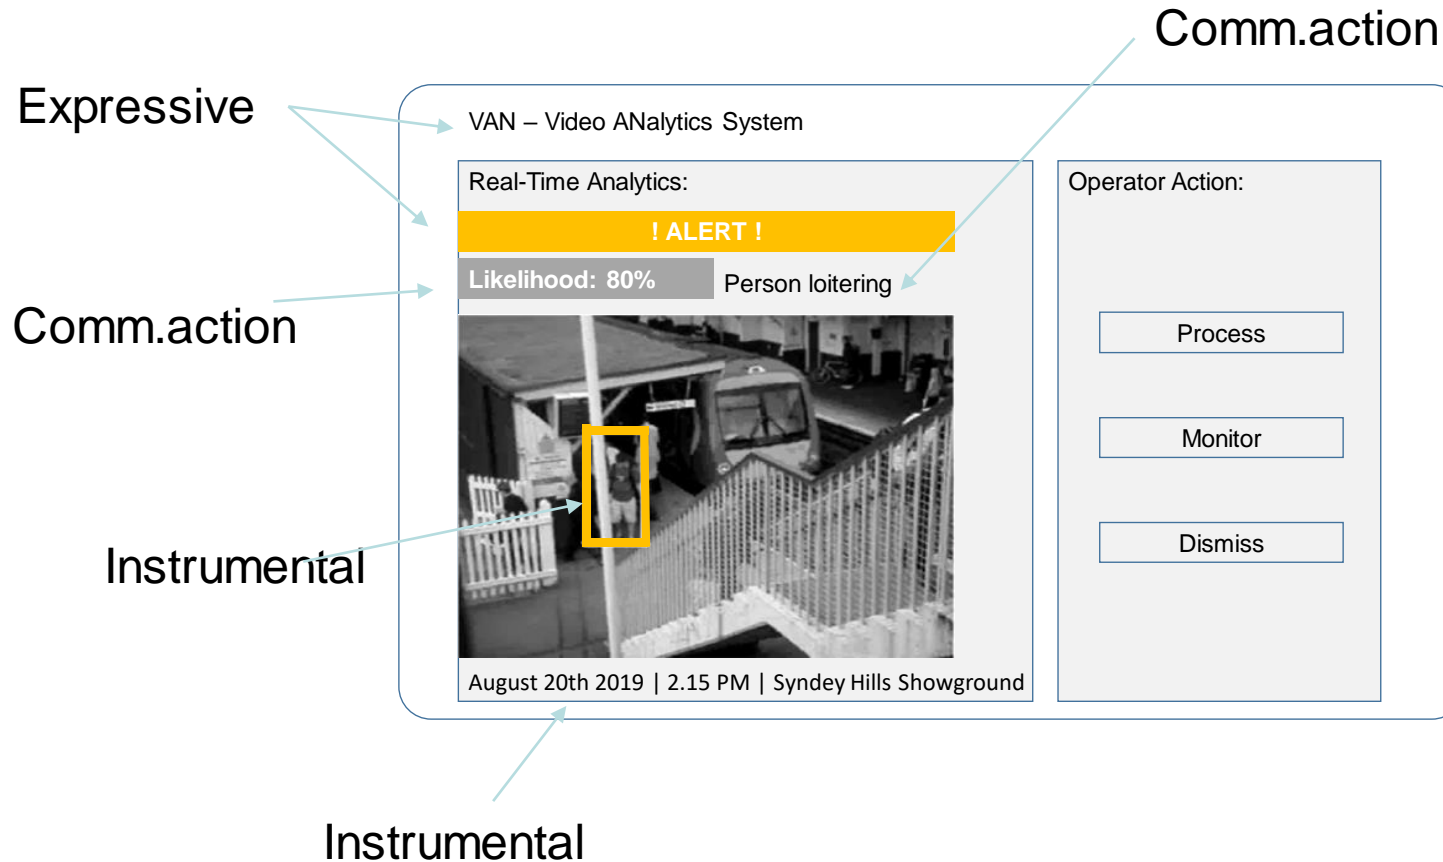 Comm.action
Expressive
VAN – Video ANalytics System
Real-Time Analytics:
Operator Action:
! ALERT !
Likelihood: 80%
Person loitering
Comm.action
Process
Monitor
Instrumental
Dismiss
August 20th 2019 | 2.15 PM | Syndey Hills Showground
Instrumental